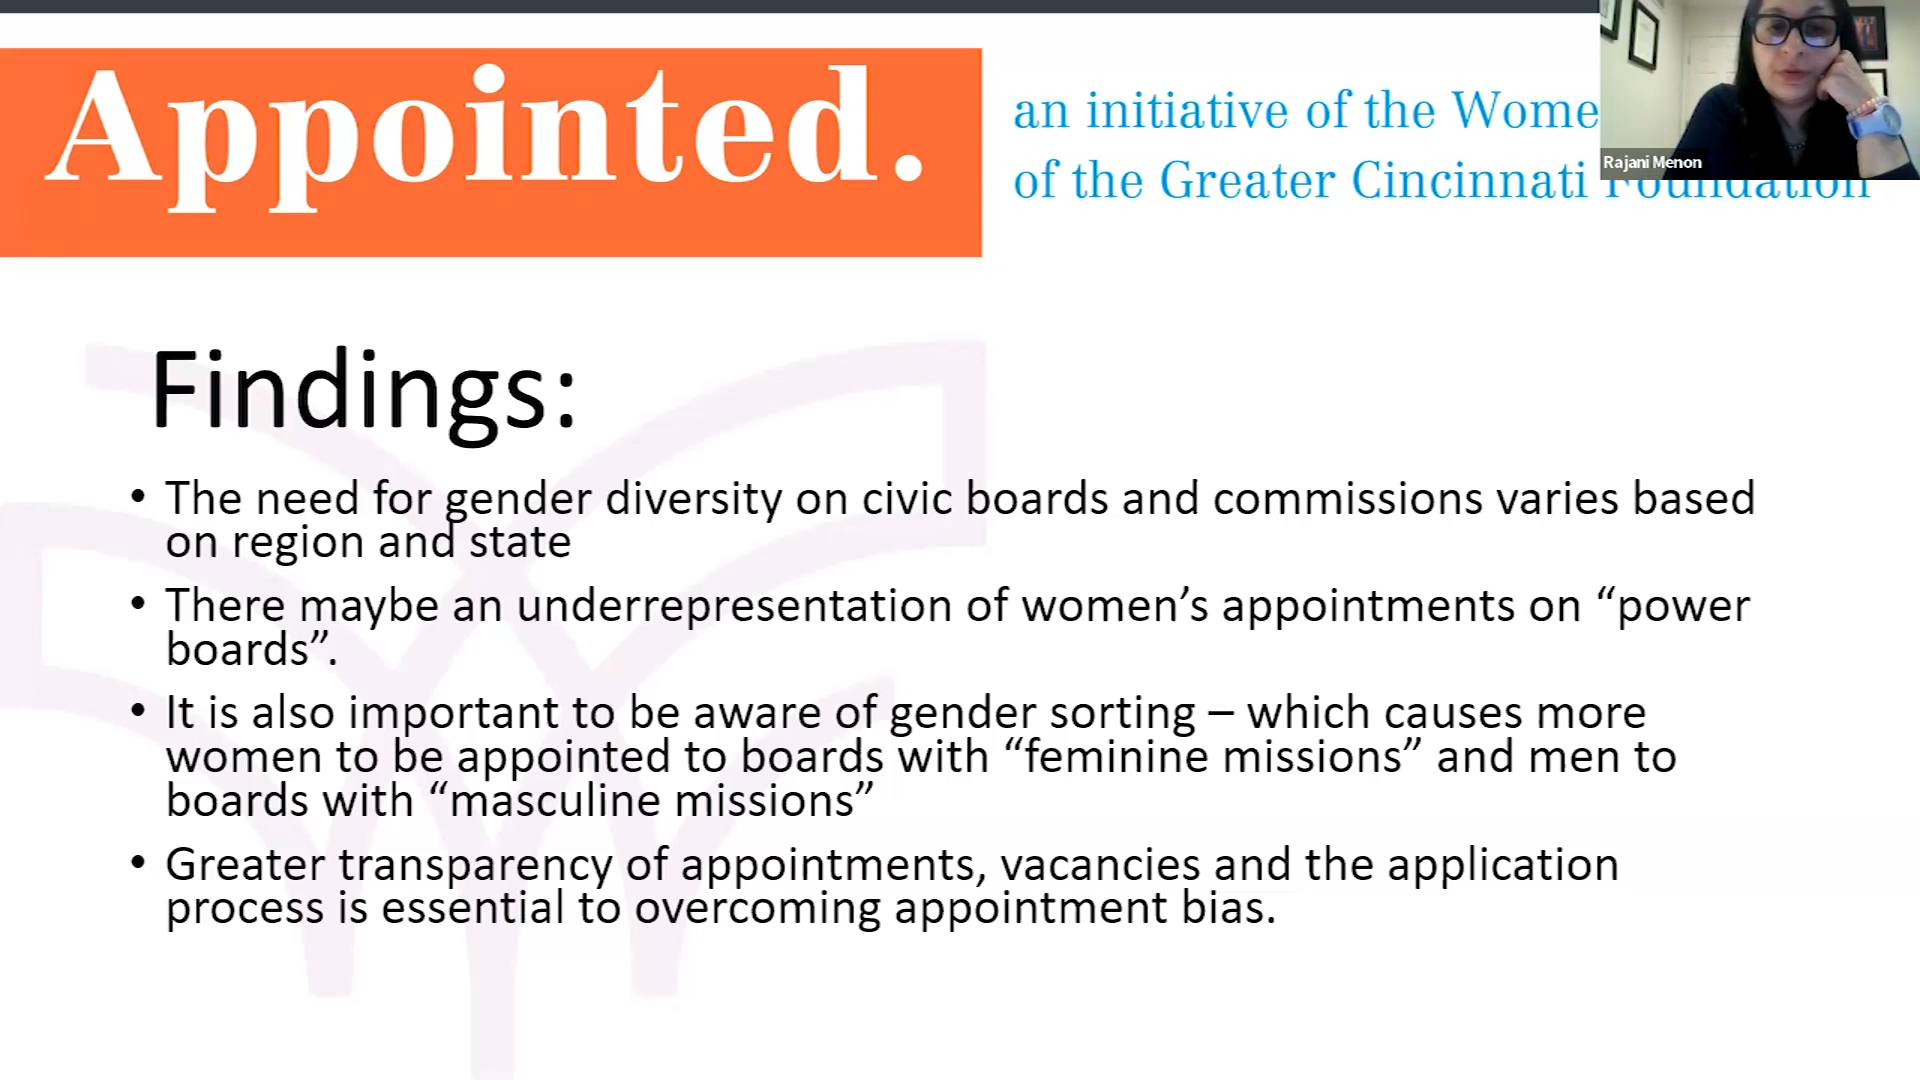 Appointed.
an initiative of the
of the Greater Cincinnati Foundation
Rajani Menon
Findings:
• The need for gender diversity on civic boards and commissions varies based
on region and state
• There maybe an underrepresentation of women’s appointments on “power
boards”.
• It is also important to be aware of gender sorting – which causes more
women to be appointed to boards with “feminine missions” and men to
boards with “masculine missions”
• Greater transparency of appointments, vacancies and the application
process is essential to overcoming appointment bias.